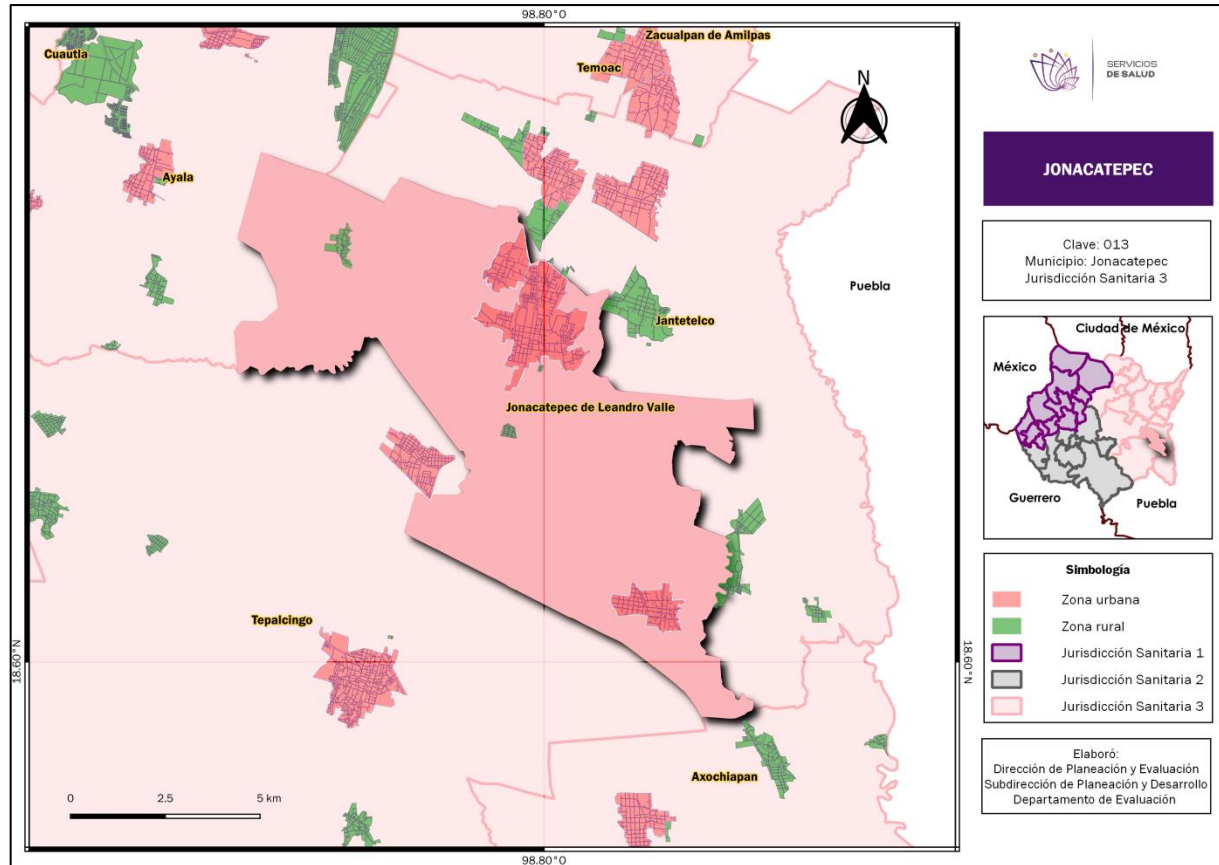 98.80°O
Zacualpan de Amilpas
Cuautla
Temoac
N
Ayala
Puebla
Jantetelco
Jonacatepec de Leandro Valle
Tepalcingo
18.60°N
18.60°N
Axochiapan
0 2.5 5 km
98.80°O
SERVICIOS
DE SALUD
JONACATEPEC
Clave: 013
Municipio: Jonacatepec
Jurisdicción Sanitaria 3
Ciudad de México
México
Guerrero
Puebla
Simbología
Zona urbana
Zona rural
Jurisdicción Sanitaria 1
Jurisdicción Sanitaria 2
Jurisdicción Sanitaria 3
Elaboró:
Dirección de Planeación y Evaluación
Subdirección de Planeación y Desarrollo
Departamento de Evaluación